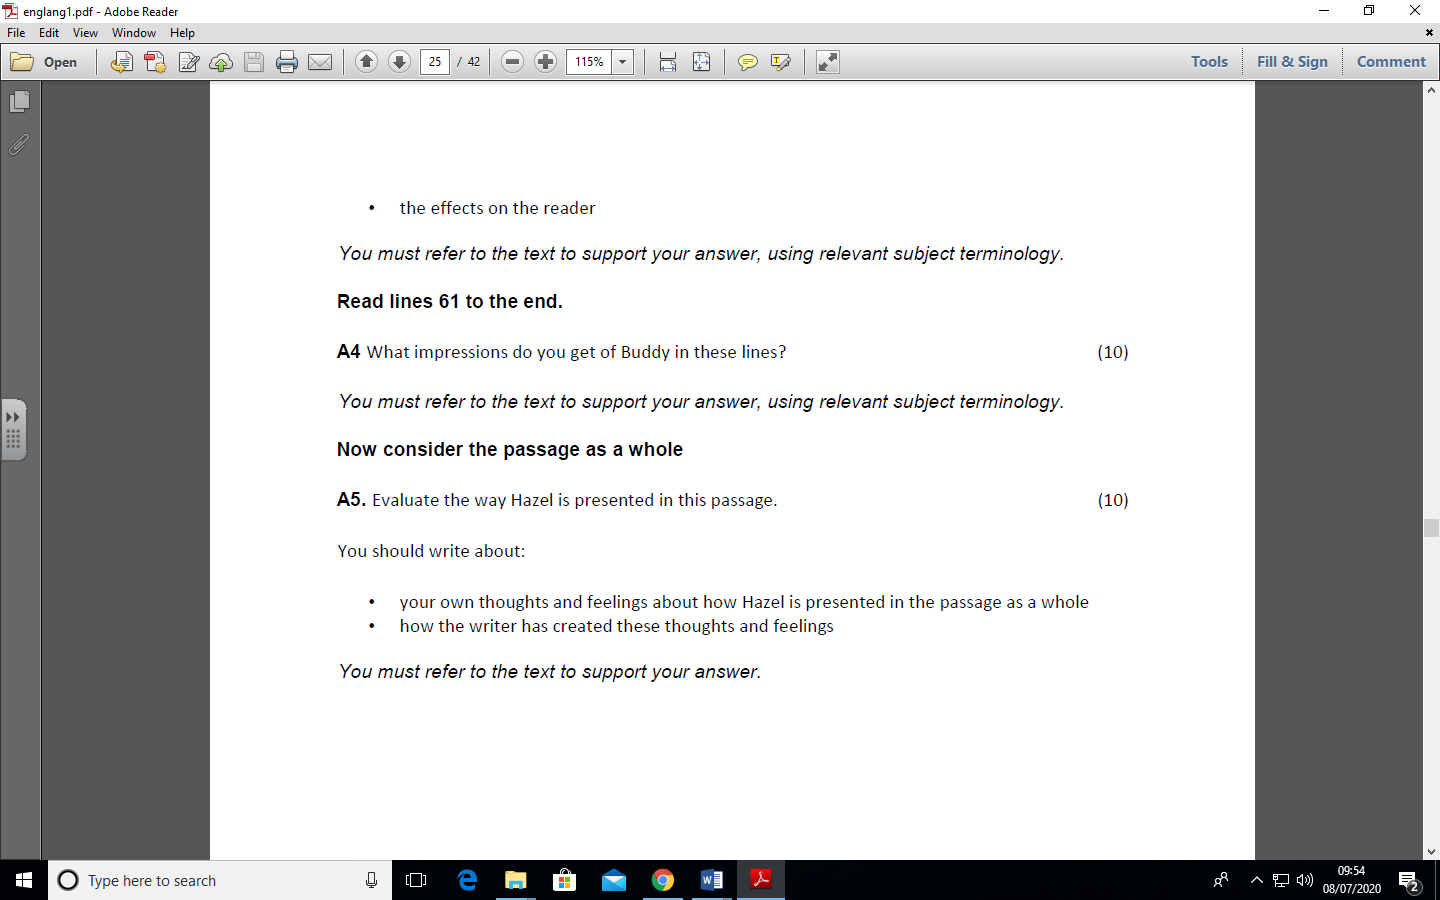 englang1.pdf - Adobe Reader
File Edit View Window Help
Open 25 / 42 115% Tools Fill & Sign Comment
• the effects on the reader
You must refer to the text to support your answer, using relevant subject terminology.
Read lines 61 to the end.
A4 What impressions do you get of Buddy in these lines? (10)
You must refer to the text to support your answer, using relevant subject terminology.
Now consider the passage as a whole
A5. Evaluate the way Hazel is presented in this passage. (10)
You should write about:
• your own thoughts and feelings about how Hazel is presented in the passage as a whole
• how the writer has created these thoughts and feelings
You must refer to the text to support your answer.
Type here to search
09:54
08/07/2020
2